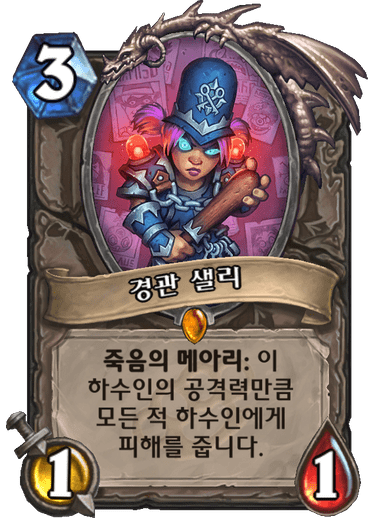 3
경관 샐리
죽음의 메아리: 이
하수인의 공격력만큼
모든 적 하수인에게
피해를 줍니다.
1
1